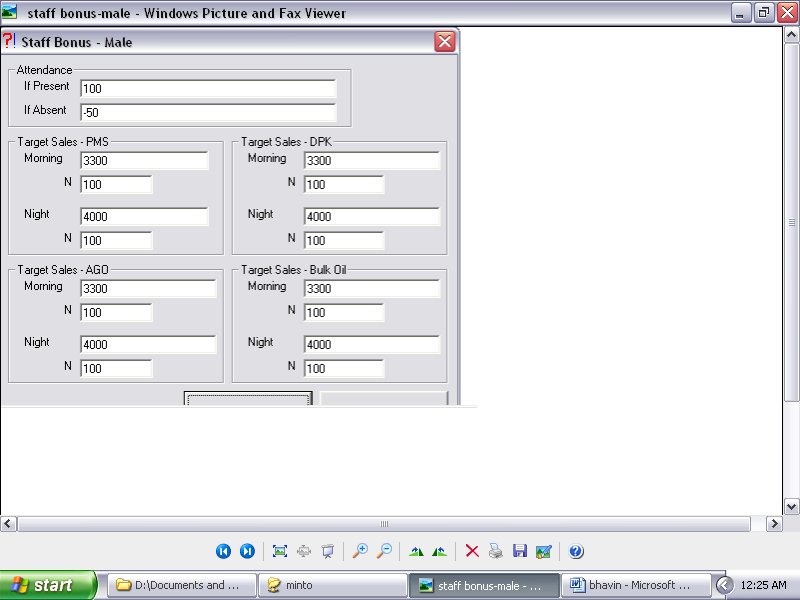 staff bonus-male - Windows Picture and Fax Viewer
?! Staff Bonus - Male
Attendance
If Present 100
If Absent -50
Target Sales - PMS
Morning 3300
N 100
Night 4000
N 100
Target Sales - DPK
Morning 3300
N 100
Night 4000
N 100
Target Sales - AGO
Morning 3300
N 100
Night 4000
N 100
Target Sales - Bulk Oil
Morning 3300
N 100
Night 4000
N 100
start D:\Documents and ... minto staff bonus-male - ... bhavin - Microsoft ... 12:25 AM